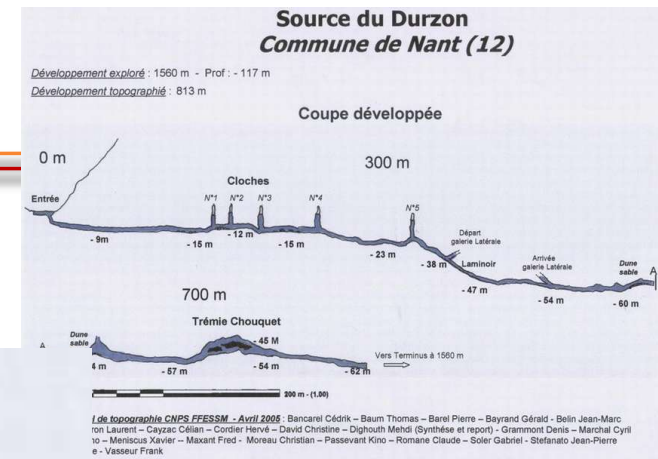 Source du Durzon
Commune de Nant (12)
Développement exploré : 1560 m - Prof : - 117 m
Développement topographié : 813 m
Coupe développée
0 m
300 m
Cloches
Entrée
N°1 N°2 N°3 N°4 N°5
- 9m
- 15 m
- 12 m
- 15 m
- 23 m
Départ
galerie Latérale
- 38 m
Laminoir
- 47 m
Arrivée
galerie Latérale
- 54 m
Dune
sable
A
- 60 m
700 m
Trémie Chouquet
Dune
sable
A
4 m
- 57 m
- 45 M
- 54 m
- 62 m
Vers Terminus à 1560 m
200 m - (1.00)
l de topographie CNPS FFESSM - Avril 2005 : Bancarel Cédrik – Baum Thomas – Barel Pierre – Bayrand Gérald - Belin Jean-Marc
ron Laurent – Cayzac Célian – Cordier Hervé – David Christine – Dighouth Mehdi (Synthése et report) - Grammont Denis – Marchal Cyril
no – Meniscus Xavier – Maxant Fred - Moreau Christian – Passevant Kino – Romane Claude – Soler Gabriel - Stefanato Jean-Pierre
e - Vasseur Frank